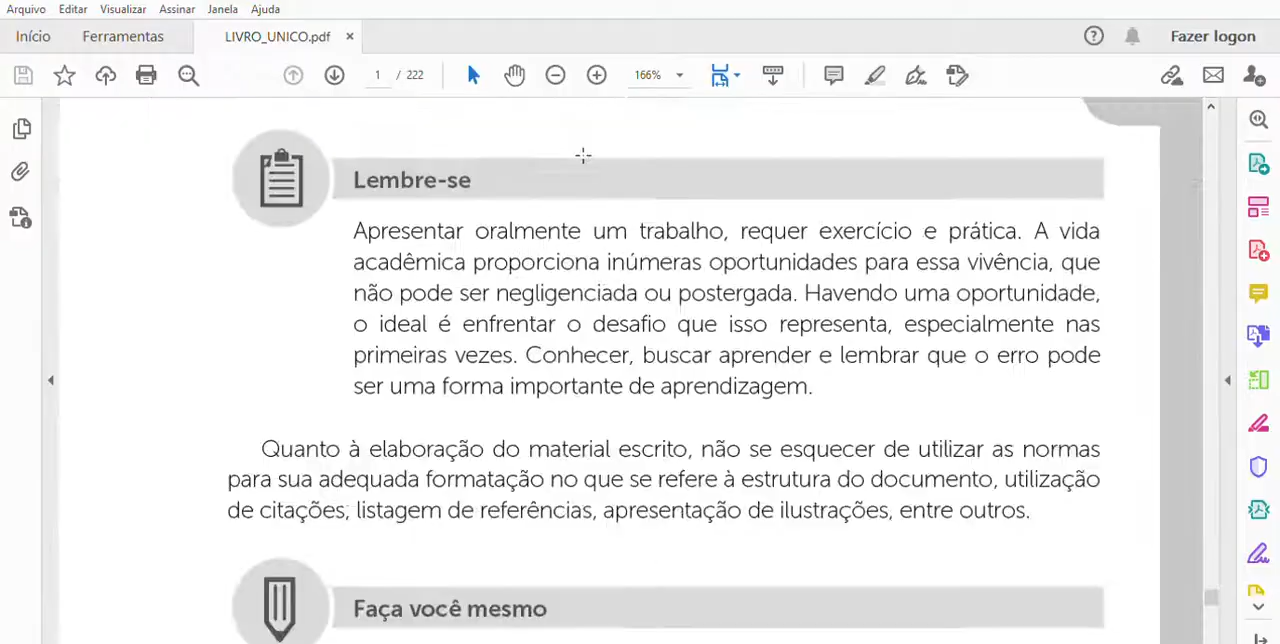 Arquivo Editar Visualizar Assinar Janela Ajuda
Início Ferramentas LIVRO_UNICO.pdf × Fazer logon
1 / 222 166%
Lembre-se
Apresentar oralmente um trabalho, requer exercício e prática. A vida
acadêmica proporciona inúmeras oportunidades para essa vivência, que
não pode ser negligenciada ou postergada. Havendo uma oportunidade,
o ideal é enfrentar o desafio que isso representa, especialmente nas
primeiras vezes. Conhecer, buscar aprender e lembrar que o erro pode
ser uma forma importante de aprendizagem.
Quanto à elaboração do material escrito, não se esquecer de utilizar as normas
para sua adequada formatação no que se refere à estrutura do documento, utilização
de citações, listagem de referências, apresentação de ilustrações, entre outros.
Faça você mesmo